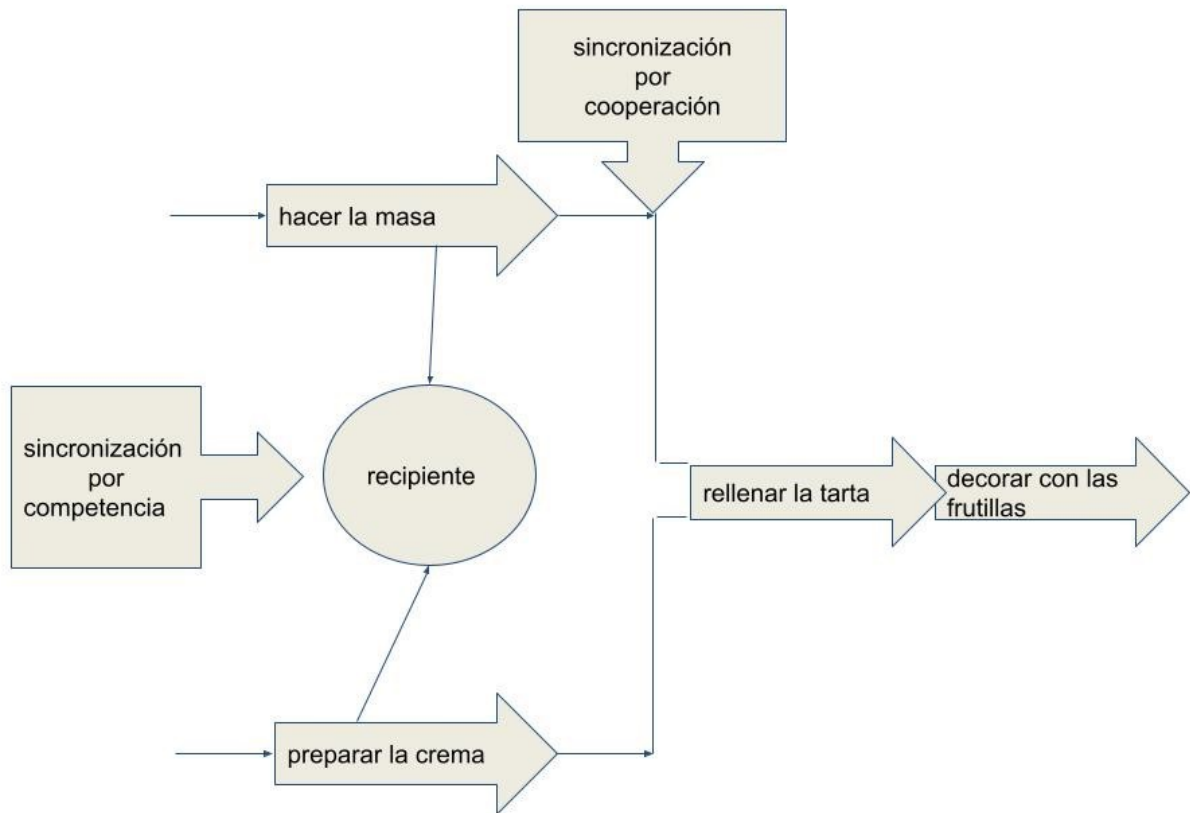 sincronización
por
cooperación
hacer la masa
sincronización
por
competencia
recipiente
rellenar la tarta
decorar con las
frutillas
preparar la crema